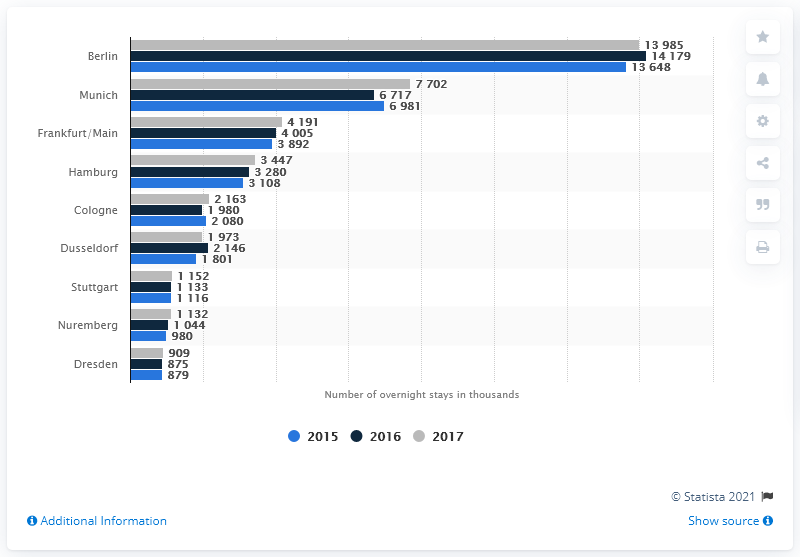 Berlin
13 985
14 179
13 648
Munich
7 702
6 717
6 981
Frankfurt/Main
4 191
4 005
3 892
Hamburg
3 447
3 280
3 108
Cologne
2 163
1 980
2 080
Dusseldorf
1 973
2 146
1 801
Stuttgart
1 152
1 133
1 116
Nuremberg
1 132
1 044
980
Dresden
909
875
879
Number of overnight stays in thousands
2015 2016 2017
© Statista 2021
Additional Information Show source